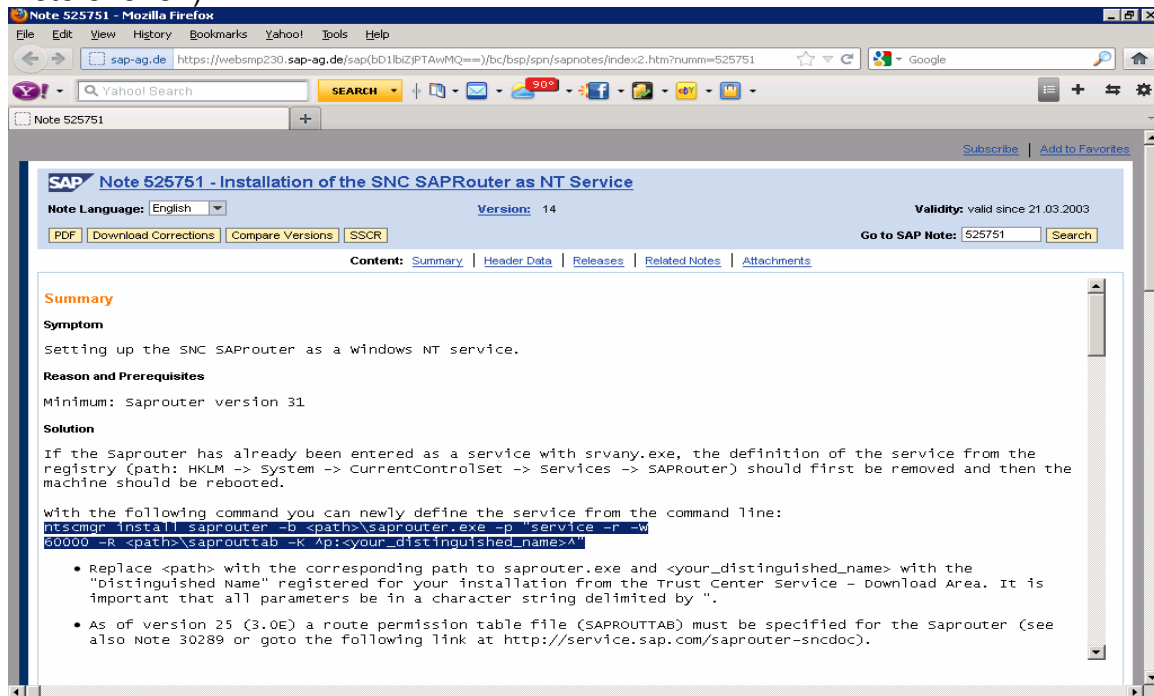 Note 525751 - Mozilla Firefox
File Edit View History Bookmarks Yahoo! Tools Help
sap-ag.de https://websmp230.sap-ag.de/sap(bD1lbiZjPTAwMQ==)/bc/bsp/spn/sapnotes/index2.htm?numm=525751 Google
Y! Yahoo! Search SEARCH 90° f eBY
Note 525751 +
Subscribe | Add to Favorites
SAP Note 525751 - Installation of the SNC SAPRouter as NT Service
Note Language: English Version: 14 Validity: valid since 21.03.2003
PDF Download Corrections Compare Versions SSCR Go to SAP Note: 525751 Search
Content: Summary | Header Data | Releases | Related Notes | Attachments
Summary
Symptom
Setting up the SNC SAProuter as a Windows NT service.
Reason and Prerequisites
Minimum: Saprouter version 31
Solution
If the Saprouter has already been entered as a service with srvany.exe, the definition of the service from the
registry (path: HKLM -> System -> CurrentControlSet -> Services -> SAPRouter) should first be removed and then the
machine should be rebooted.
With the following command you can newly define the service from the command line:
ntscmgr install saprouter -b <path>\saprouter.exe -p "service -r -W
60000 -R <path>\saprouttab -K ^p:<your_distinguished_name>^"
• Replace <path> with the corresponding path to saprouter.exe and <your_distinguished_name> with the
"Distinguished Name" registered for your installation from the Trust Center Service - Download Area. It is
important that all parameters be in a character string delimited by ".
• As of version 25 (3.0E) a route permission table file (SAPROUTTAB) must be specified for the Saprouter (see
also Note 30289 or goto the following link at http://service.sap.com/saprouter-sncdoc).